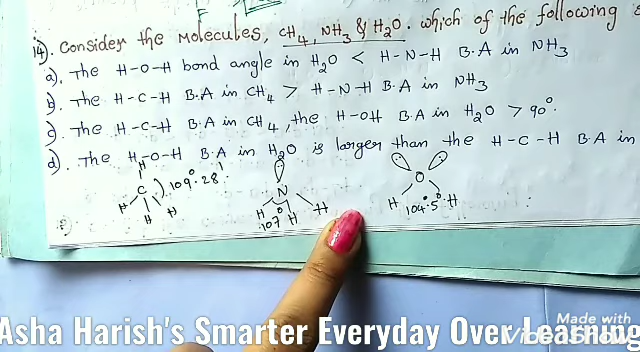 14). Consider the Molecules, CH4, NH3 & H2O. which of the following
a). The H-O-H bond angle in H2O < H-N-H B.A in NH3
b). The H-C-H B.A in CH4 > H-N-H B.A in NH3
c). The H-C-H B.A in CH4, the H-OH B.A in H2O > 90°.
d). The H-O-H B.A in H2O is larger than the H-C-H B.A in
H
C
109°.28'
H
H
H
N
H
107°
H
H
O
H
104°.5°
H
Asha Harish's Smarter Everyday Over Learning
Made with
VideoShow